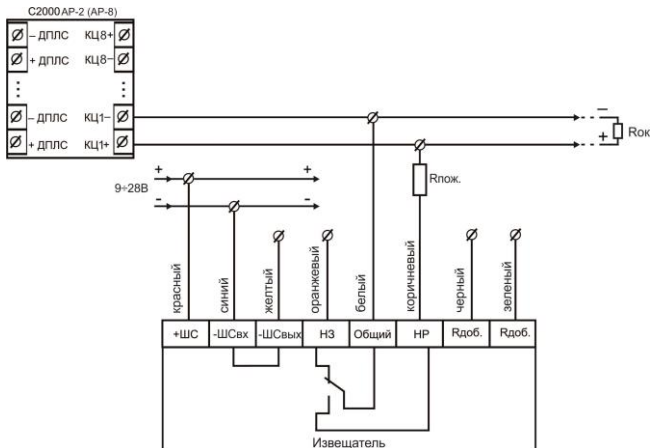 С2000 АР-2 (АР-8)
– ДПЛС КЦ8+
+ ДПЛС КЦ8–
– ДПЛС КЦ1–
+ ДПЛС КЦ1+
–
+
Rок
+ +
9÷28В
- -
Rпож.
красный
синий
желтый
оранжевый
белый
коричневый
черный
зеленый
+ШС -ШСвх -ШСвых НЗ Общий НР Rдоб. Rдоб.
Извещатель